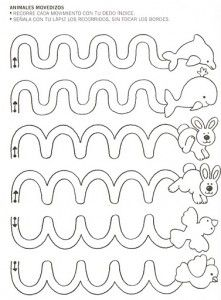 ANIMALES MOVEDIZOS
• RECORRE CADA MOVIMIENTO CON TU DEDO ÍNDICE.
• SEÑALA CON TU LÁPIZ LOS RECORRIDOS, SIN TOCAR LOS BORDES.